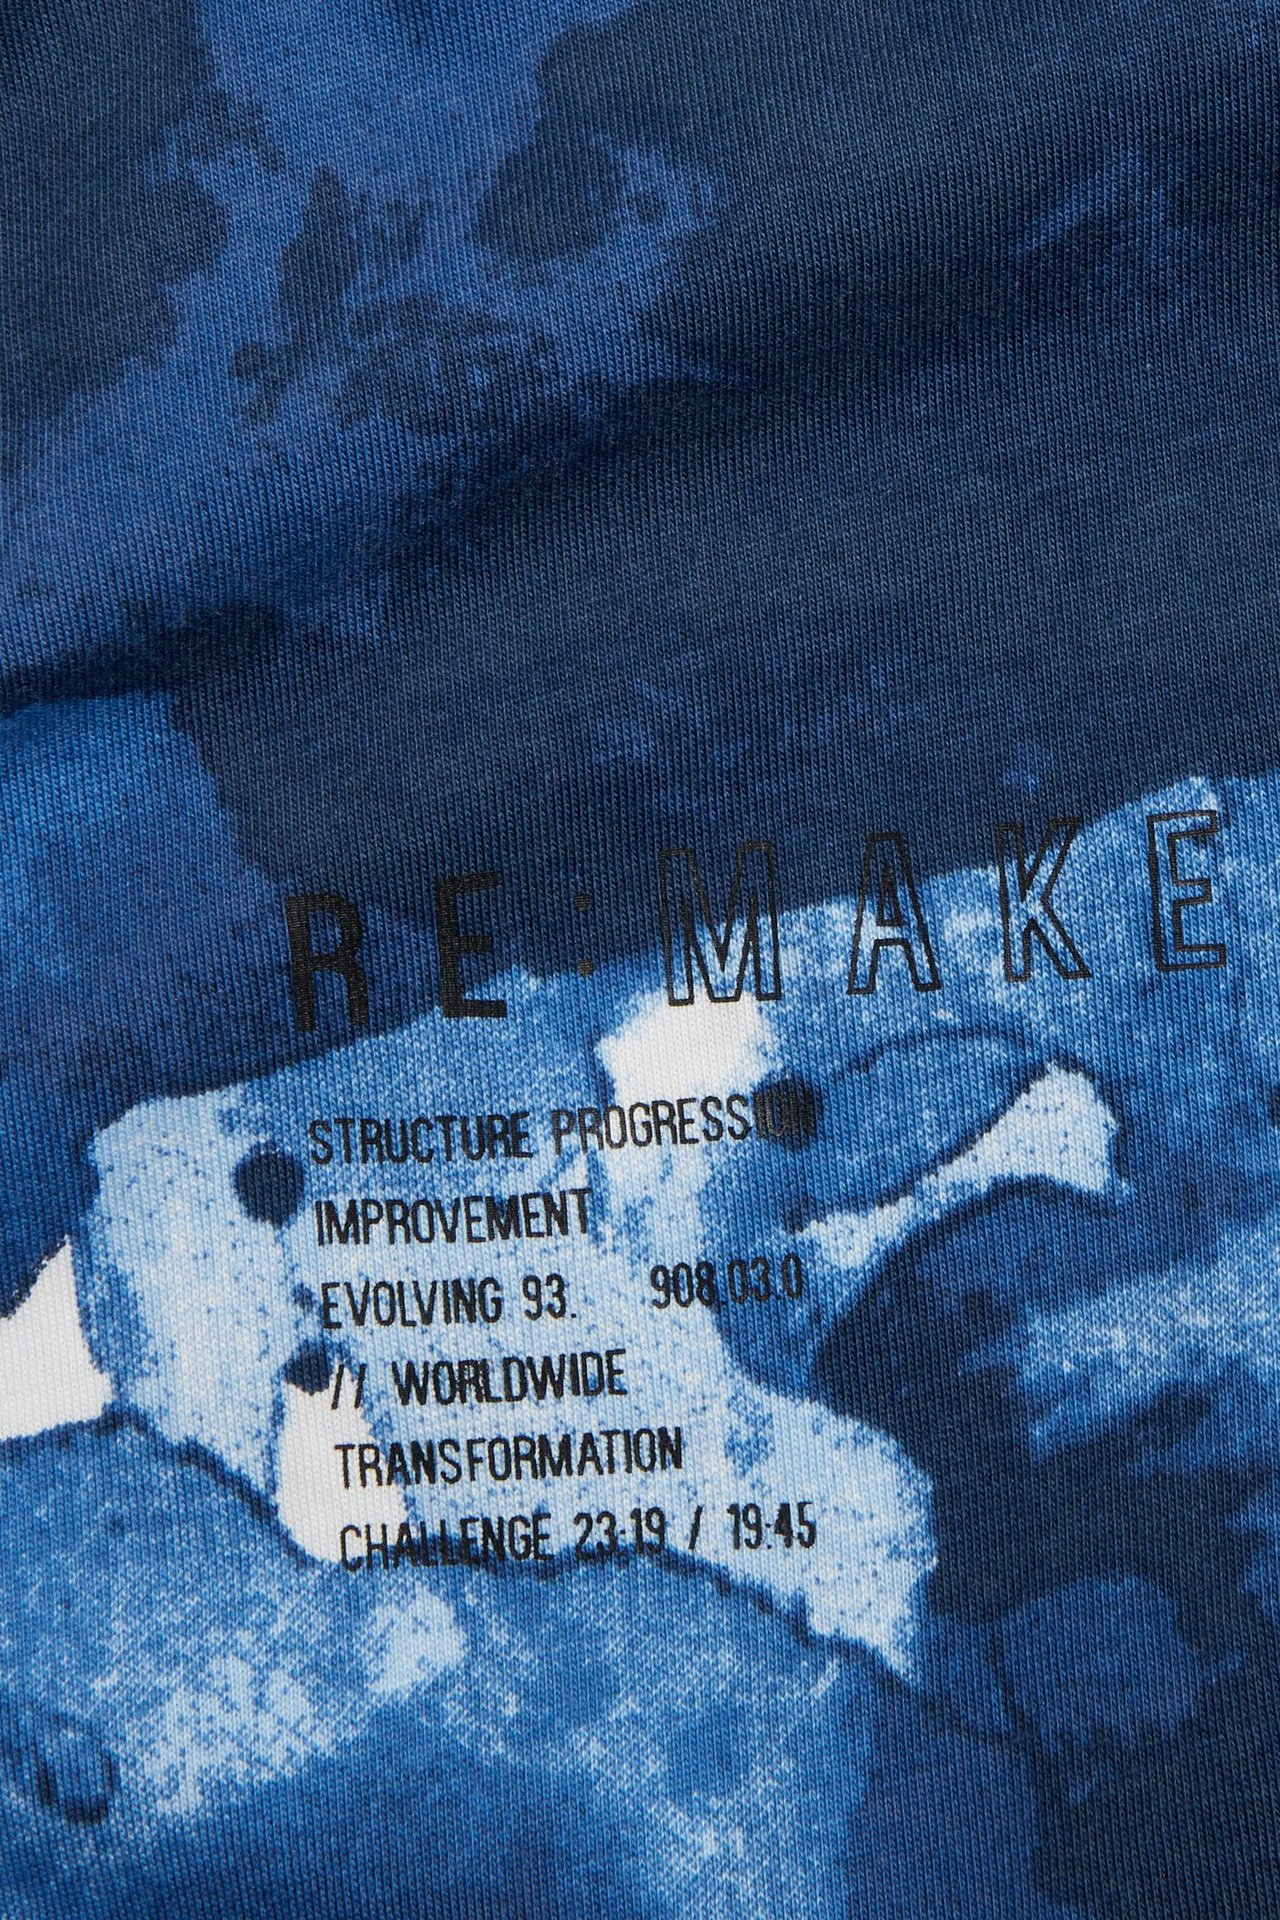 RE:MAKE
STRUCTURE PROGRESSION
IMPROVEMENT
EVOLVING 93. 908.03.0
// WORLDWIDE
TRANSFORMATION
CHALLENGE 23:19 / 19:45